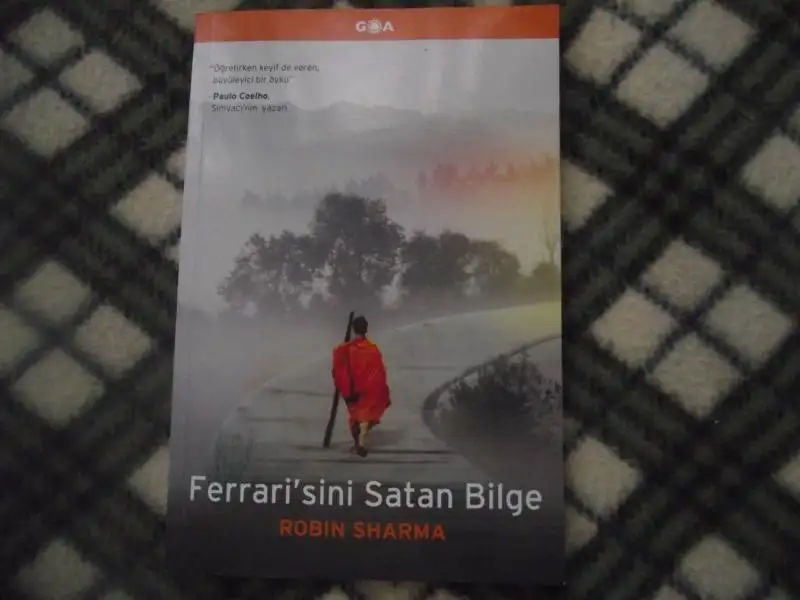 GOA
"Öğretirken keyif de veren,
büyüleyici bir öykü"
-Paulo Coelho,
Simyacı'nın yazarı
Ferrari'sini Satan Bilge
ROBIN SHARMA